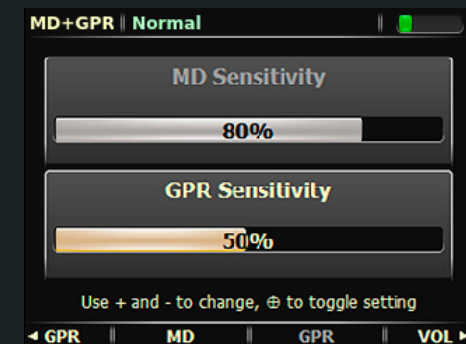 MD+GPR Normal
MD Sensitivity
80%
GPR Sensitivity
50%
Use + and - to change, ⊕ to toggle setting
◄ GPR MD GPR VOL ►